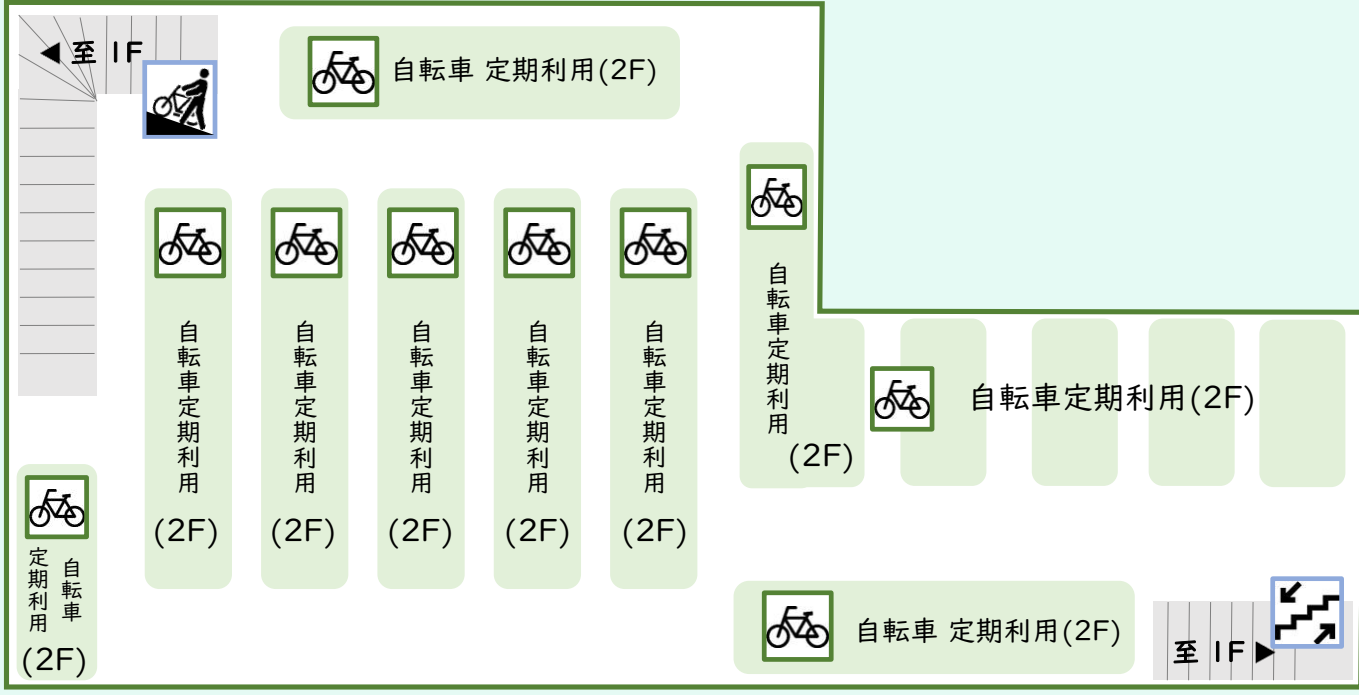 ◀至 1F
自転車 定期利用(2F)
自転車定期利用
(2F)
自転車定期利用
(2F)
自転車定期利用
(2F)
自転車定期利用
(2F)
自転車定期利用
(2F)
自転車定期利用
(2F)
自転車定期利用(2F)
自転車
定期利用
(2F)
自転車 定期利用(2F)
至 1F▶